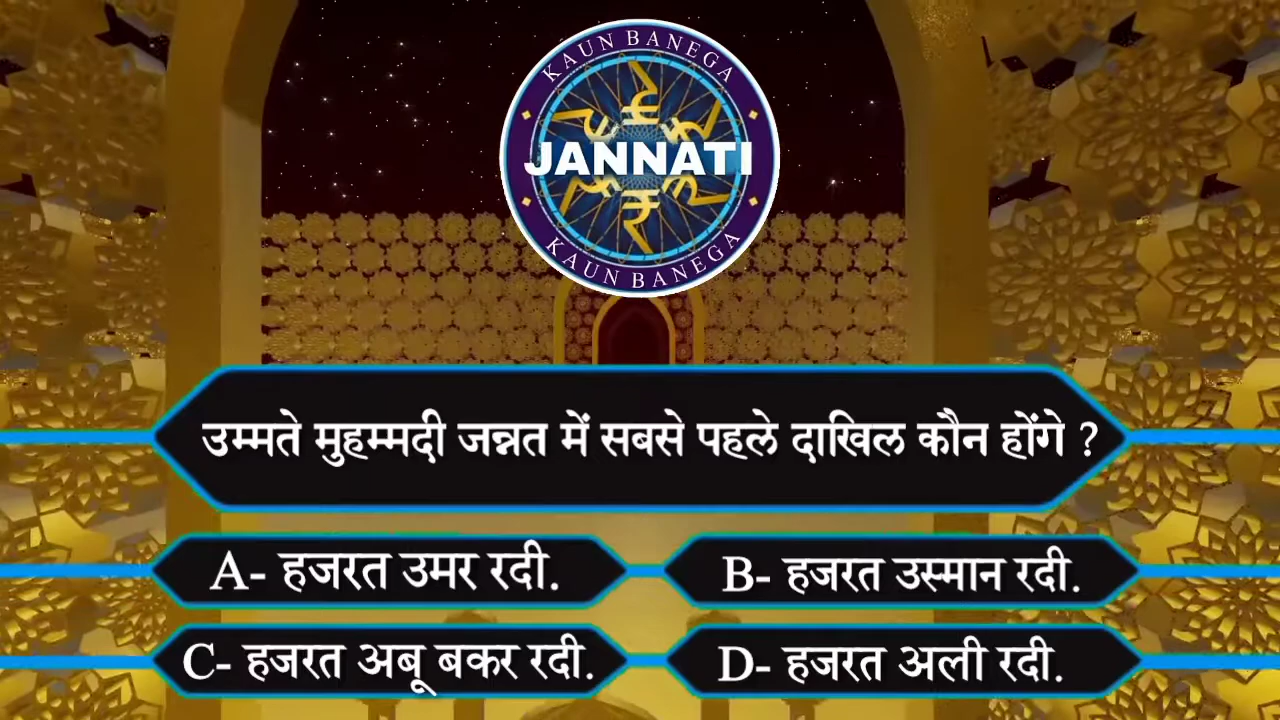 KAUN BANEGA
JANNATI
KAUN BANEGA
उम्मते मुहम्मदी जन्नत में सबसे पहले दाखिल कौन होंगे ?
A- हजरत उमर रदी.
B- हजरत उस्मान रदी.
C- हजरत अबू बकर रदी.
D- हजरत अली रदी.